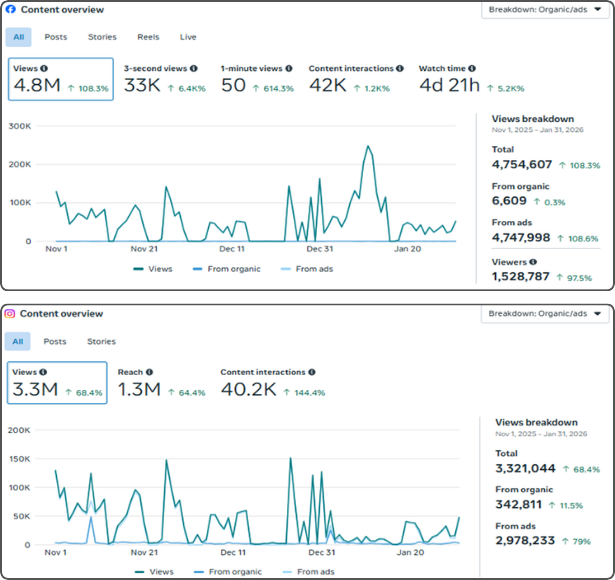 Content overview
Breakdown: Organic/ads
All Posts Stories Reels Live
Views 3-second views 1-minute views Content interactions Watch time
4.8M ↑ 108.3% 33K ↑ 6.4K% 50 ↑ 614.3% 42K ↑ 1.2K% 4d 21h ↑ 5.2K%
300K
200K
100K
0
Nov 1 Nov 21 Dec 11 Dec 31 Jan 20
Views From organic From ads
Views breakdown
Nov 1, 2025 – Jan 31, 2026
Total
4,754,607 ↑ 108.3%
From organic
6,609 ↑ 0.3%
From ads
4,747,998 ↑ 108.6%
Viewers
1,528,787 ↑ 97.5%
Content overview
Breakdown: Organic/ads
All Posts Stories
Views Reach Content interactions
3.3M ↑ 68.4% 1.3M ↑ 64.4% 40.2K ↑ 144.4%
200K
150K
100K
50K
0
Nov 1 Nov 21 Dec 11 Dec 31 Jan 20
Views From organic From ads
Views breakdown
Nov 1, 2025 – Jan 31, 2026
Total
3,321,044 ↑ 68.4%
From organic
342,811 ↑ 11.5%
From ads
2,978,233 ↑ 79%